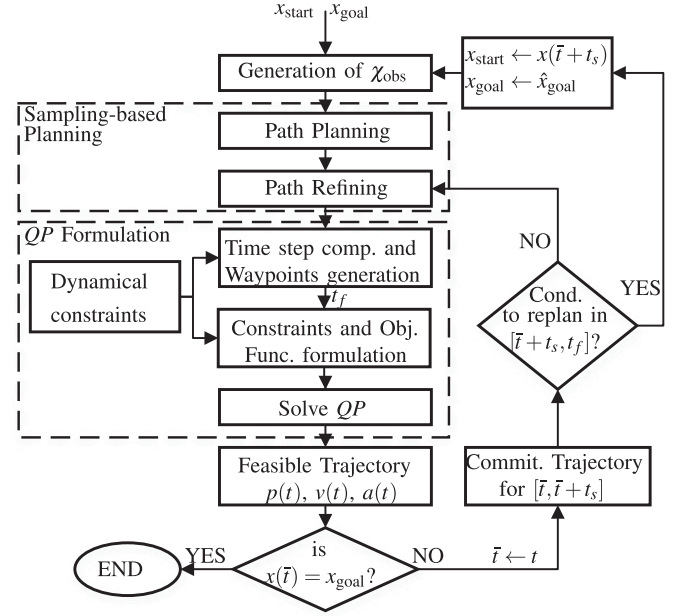 x_start x_goal
Generation of χ_obs
x_start ← x(t̄ + t_s)
x_goal ← x̂_goal
Sampling-based
Planning
Path Planning
Path Refining
QP Formulation
Time step comp. and
Waypoints generation
Dynamical
constraints
t_f
Constraints and Obj.
Func. formulation
Solve QP
NO
YES
Cond.
to replan in
[t̄ + t_s, t_f]?
Feasible Trajectory
p(t), v(t), a(t)
Commit. Trajectory
for [t̄, t̄ + t_s]
is
x(t̄) = x_goal?
YES
END
NO
t̄ ← t